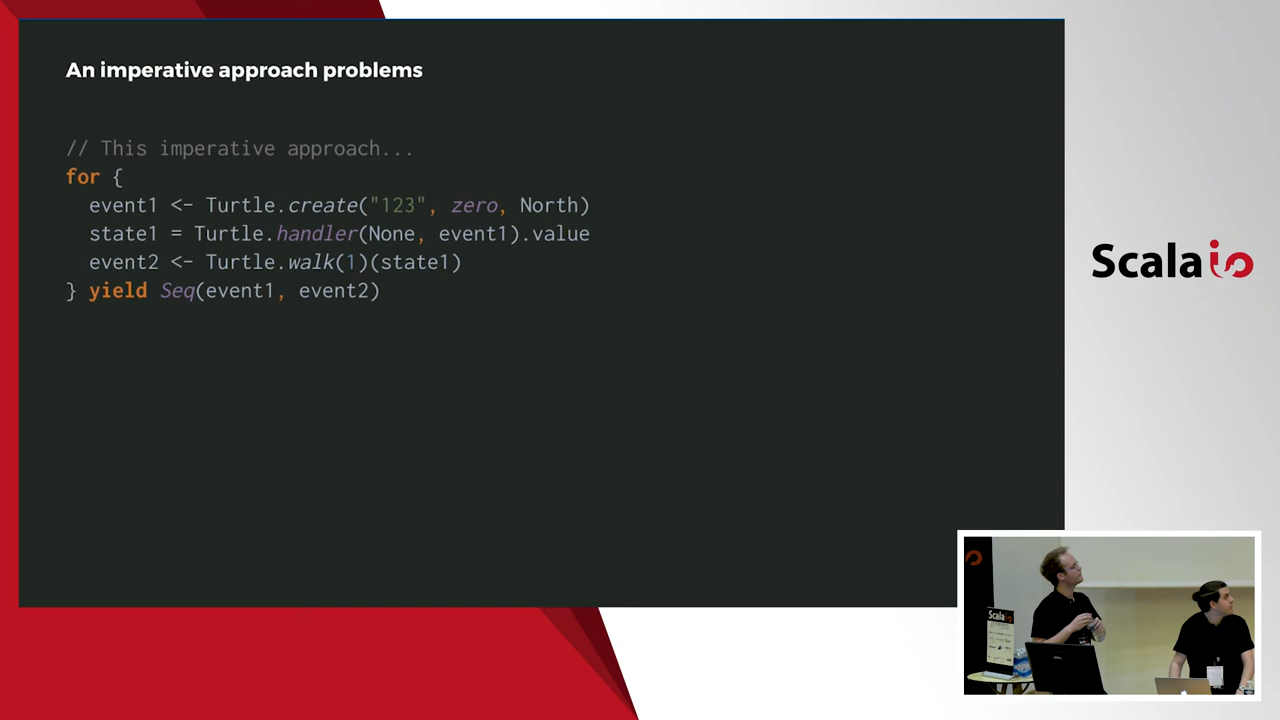 An imperative approach problems
// This imperative approach...
for {
  event1 <- Turtle.create("123", zero, North)
  state1 = Turtle.handler(None, event1).value
  event2 <- Turtle.walk(1)(state1)
} yield Seq(event1, event2)
Scala io
Scala